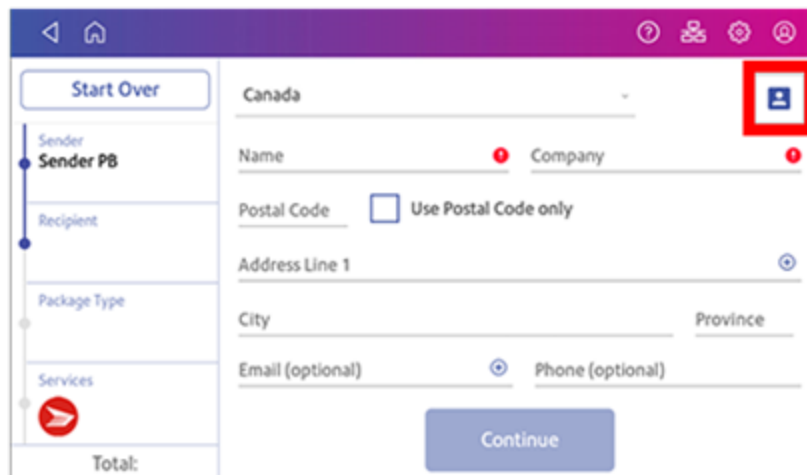 Start Over
Sender
Sender PB
Recipient
Package Type
Services
Total:
Canada
Name
Company
Postal Code
Use Postal Code only
Address Line 1
City
Province
Email (optional)
Phone (optional)
Continue